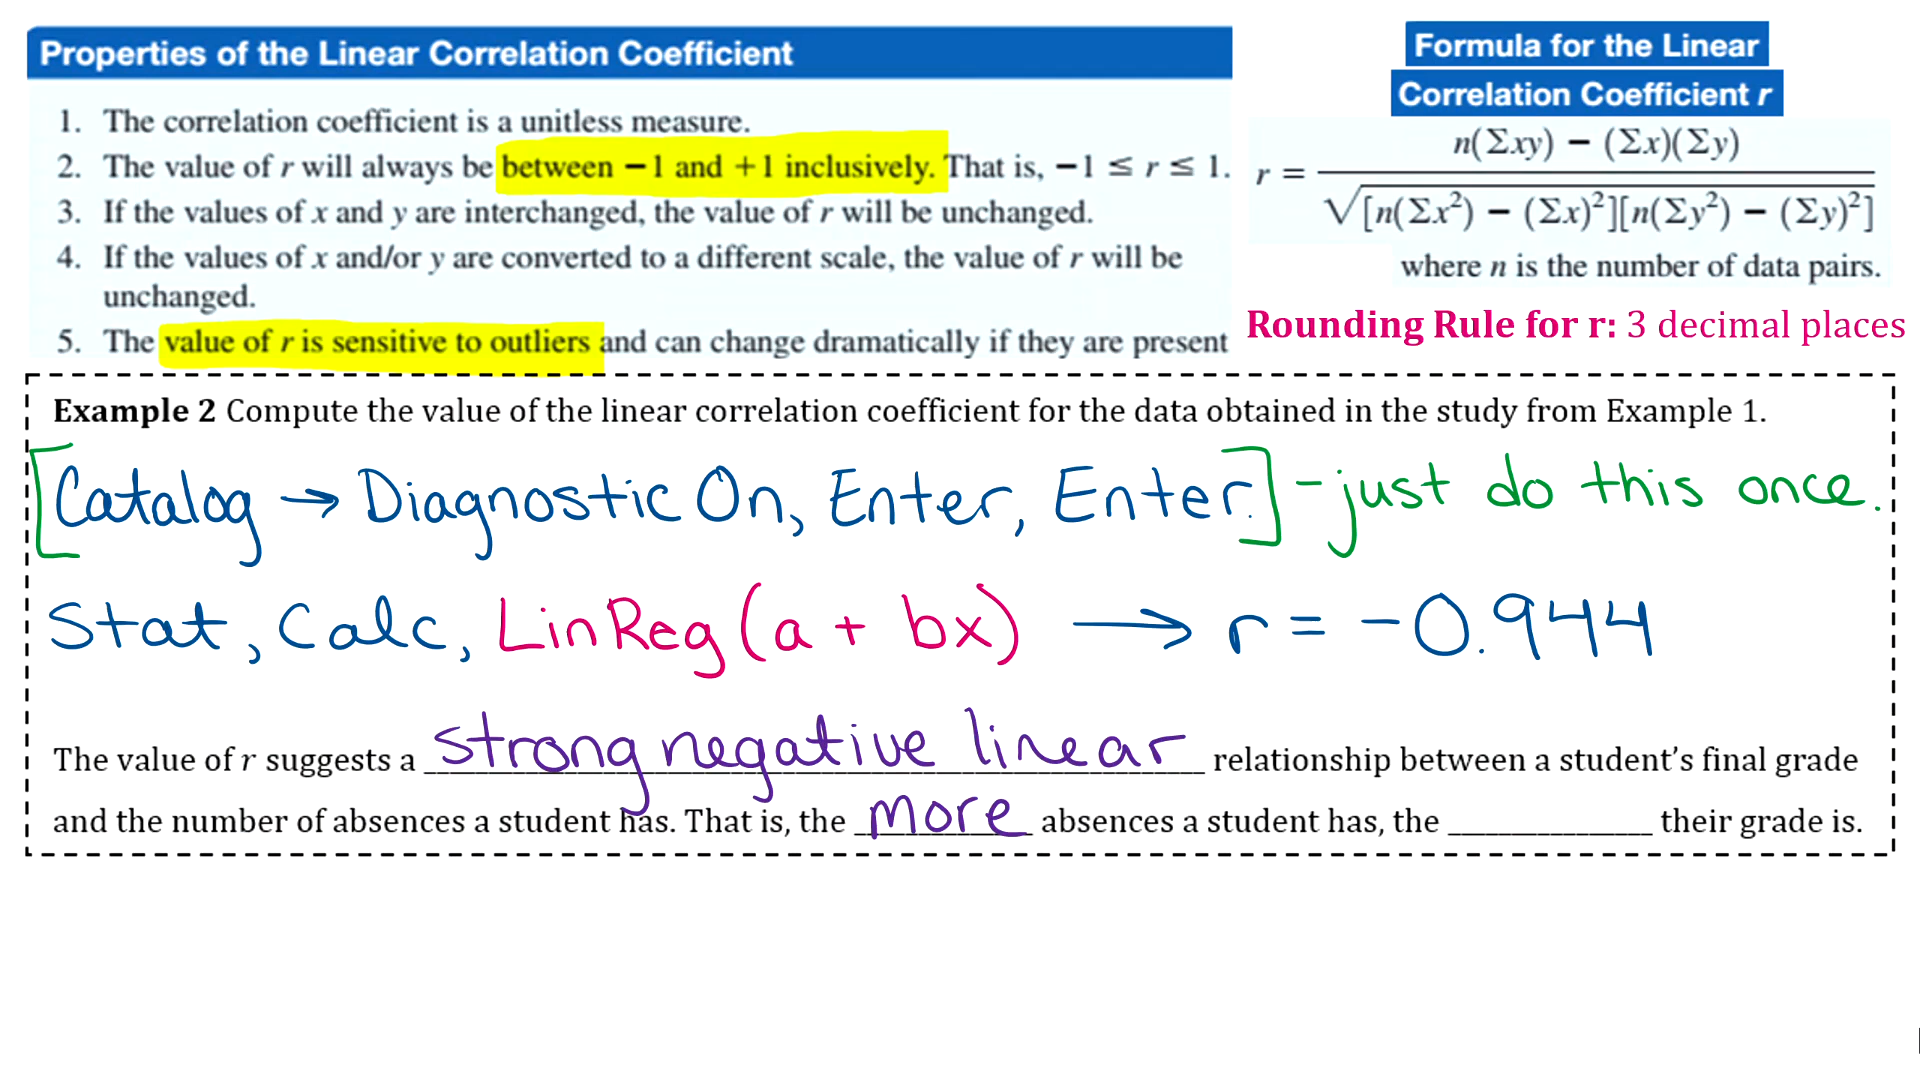 Properties of the Linear Correlation Coefficient
1. The correlation coefficient is a unitless measure.
2. The value of r will always be between −1 and +1 inclusively. That is, −1 ≤ r ≤ 1.
3. If the values of x and y are interchanged, the value of r will be unchanged.
4. If the values of x and/or y are converted to a different scale, the value of r will be
unchanged.
5. The value of r is sensitive to outliers and can change dramatically if they are present
Formula for the Linear
Correlation Coefficient r
r = n(Σxy) − (Σx)(Σy) / √[n(Σx²) − (Σx)²][n(Σy²) − (Σy)²]
where n is the number of data pairs.
Rounding Rule for r: 3 decimal places
Example 2 Compute the value of the linear correlation coefficient for the data obtained in the study from Example 1.
[Catalog → Diagnostic On, Enter, Enter.] - just do this once.
Stat, Calc, LinReg(a + bx) → r = -0.944
The value of r suggests a strong negative linear relationship between a student's final grade
and the number of absences a student has. That is, the more absences a student has, the ______________ their grade is.